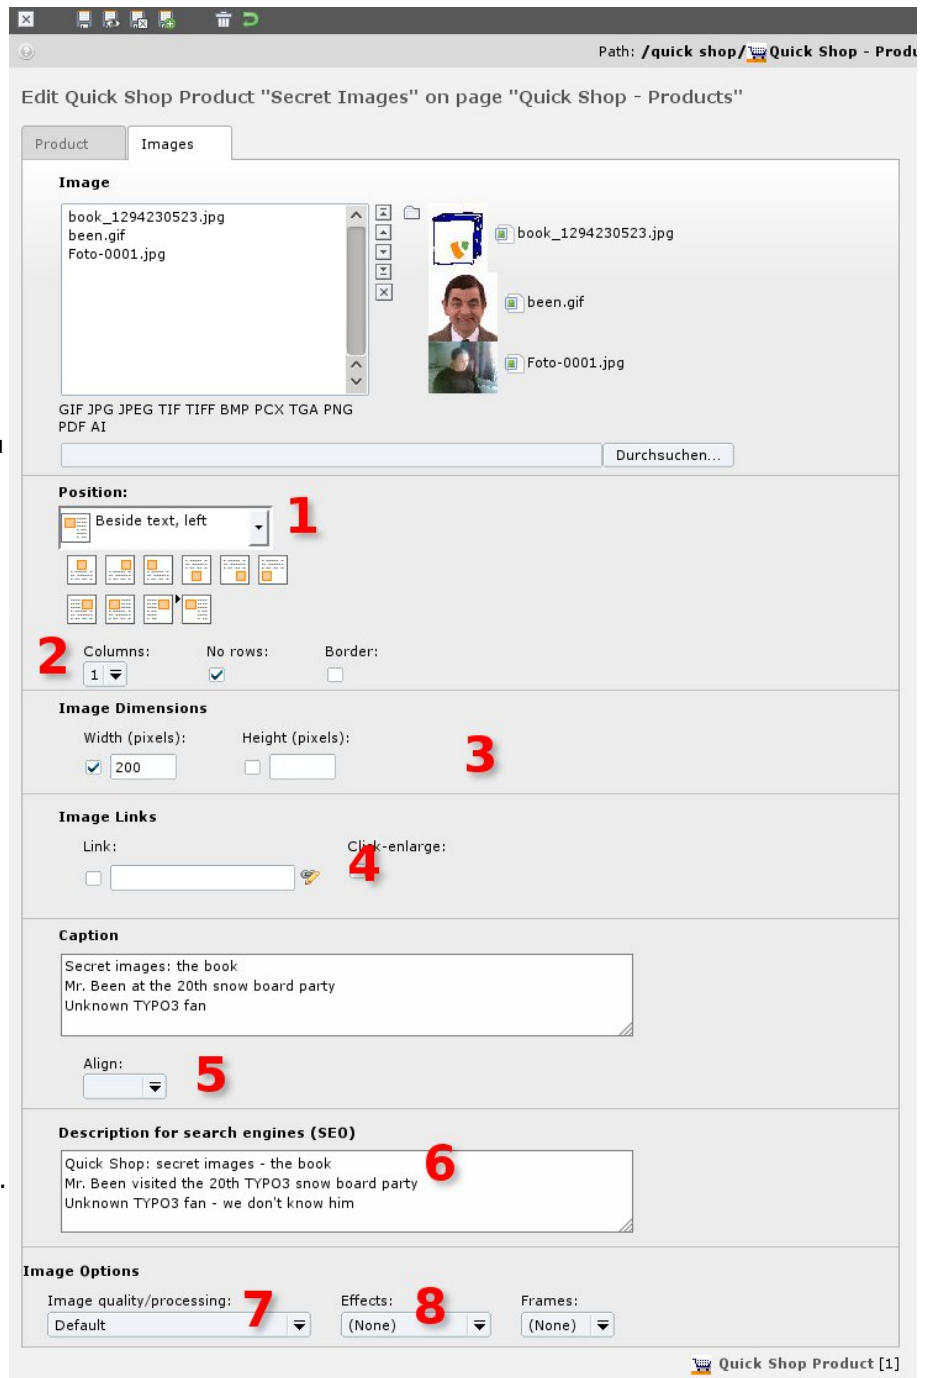 Path: /quick shop/ Quick Shop - Produ
Edit Quick Shop Product "Secret Images" on page "Quick Shop - Products"
Product Images
Image
book_1294230523.jpg
been.gif
Foto-0001.jpg
book_1294230523.jpg
been.gif
Foto-0001.jpg
GIF JPG JPEG TIF TIFF BMP PCX TGA PNG
PDF AI
Durchsuchen...
Position:
Beside text, left
1
2
Columns: No rows: Border:
1
Image Dimensions
Width (pixels): Height (pixels):
200
3
Image Links
Link: Click-enlarge:
4
Caption
Secret images: the book
Mr. Been at the 20th snow board party
Unknown TYPO3 fan
Align:
5
Description for search engines (SEO)
Quick Shop: secret images - the book
Mr. Been visited the 20th TYPO3 snow board party
Unknown TYPO3 fan - we don't know him
6
Image Options
Image quality/processing: 7 Effects: 8 Frames:
Default (None) (None)
Quick Shop Product [1]